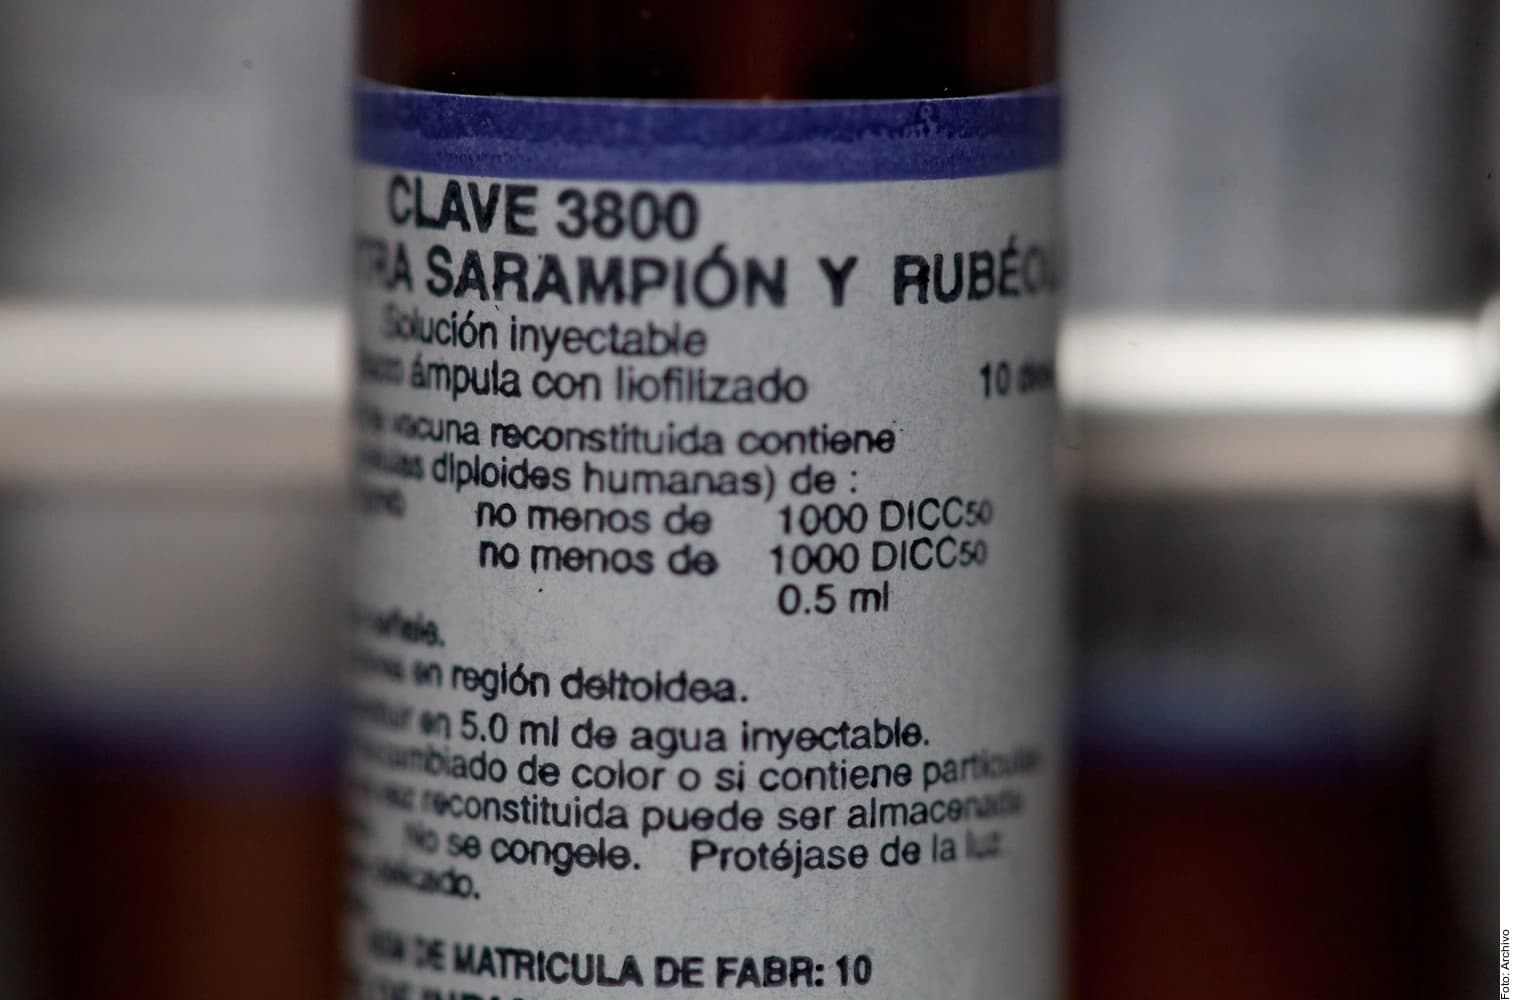 CLAVE 3800
SARAMPIÓN Y
Solución inyectable
ámpula con liofilizado 10
vacuna reconstituida contiene
diploides humanas) de :
no menos de 1000 DICC50
no menos de 1000 DICC50
0.5 ml
en región deltoidea.
en 5.0 ml de agua inyectable.
de color o si contiene
reconstituida puede ser
No se congele. Protéjase de la luz
DE MATRICULA DE FABR: 10
Foto: Archivo